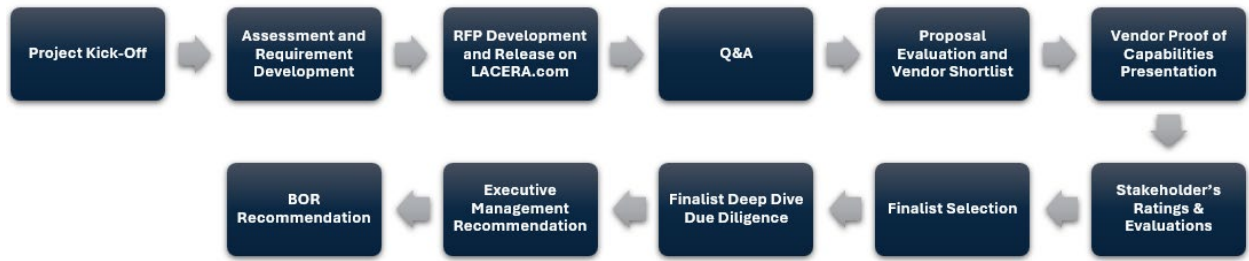 Project Kick-Off
Assessment and
Requirement
Development
RFP Development
and Release on
LACERA.com
Q&A
Proposal
Evaluation and
Vendor Shortlist
Vendor Proof of
Capabilities
Presentation
Stakeholder’s
Ratings &
Evaluations
Finalist Selection
Finalist Deep Dive
Due Diligence
Executive
Management
Recommendation
BOR
Recommendation